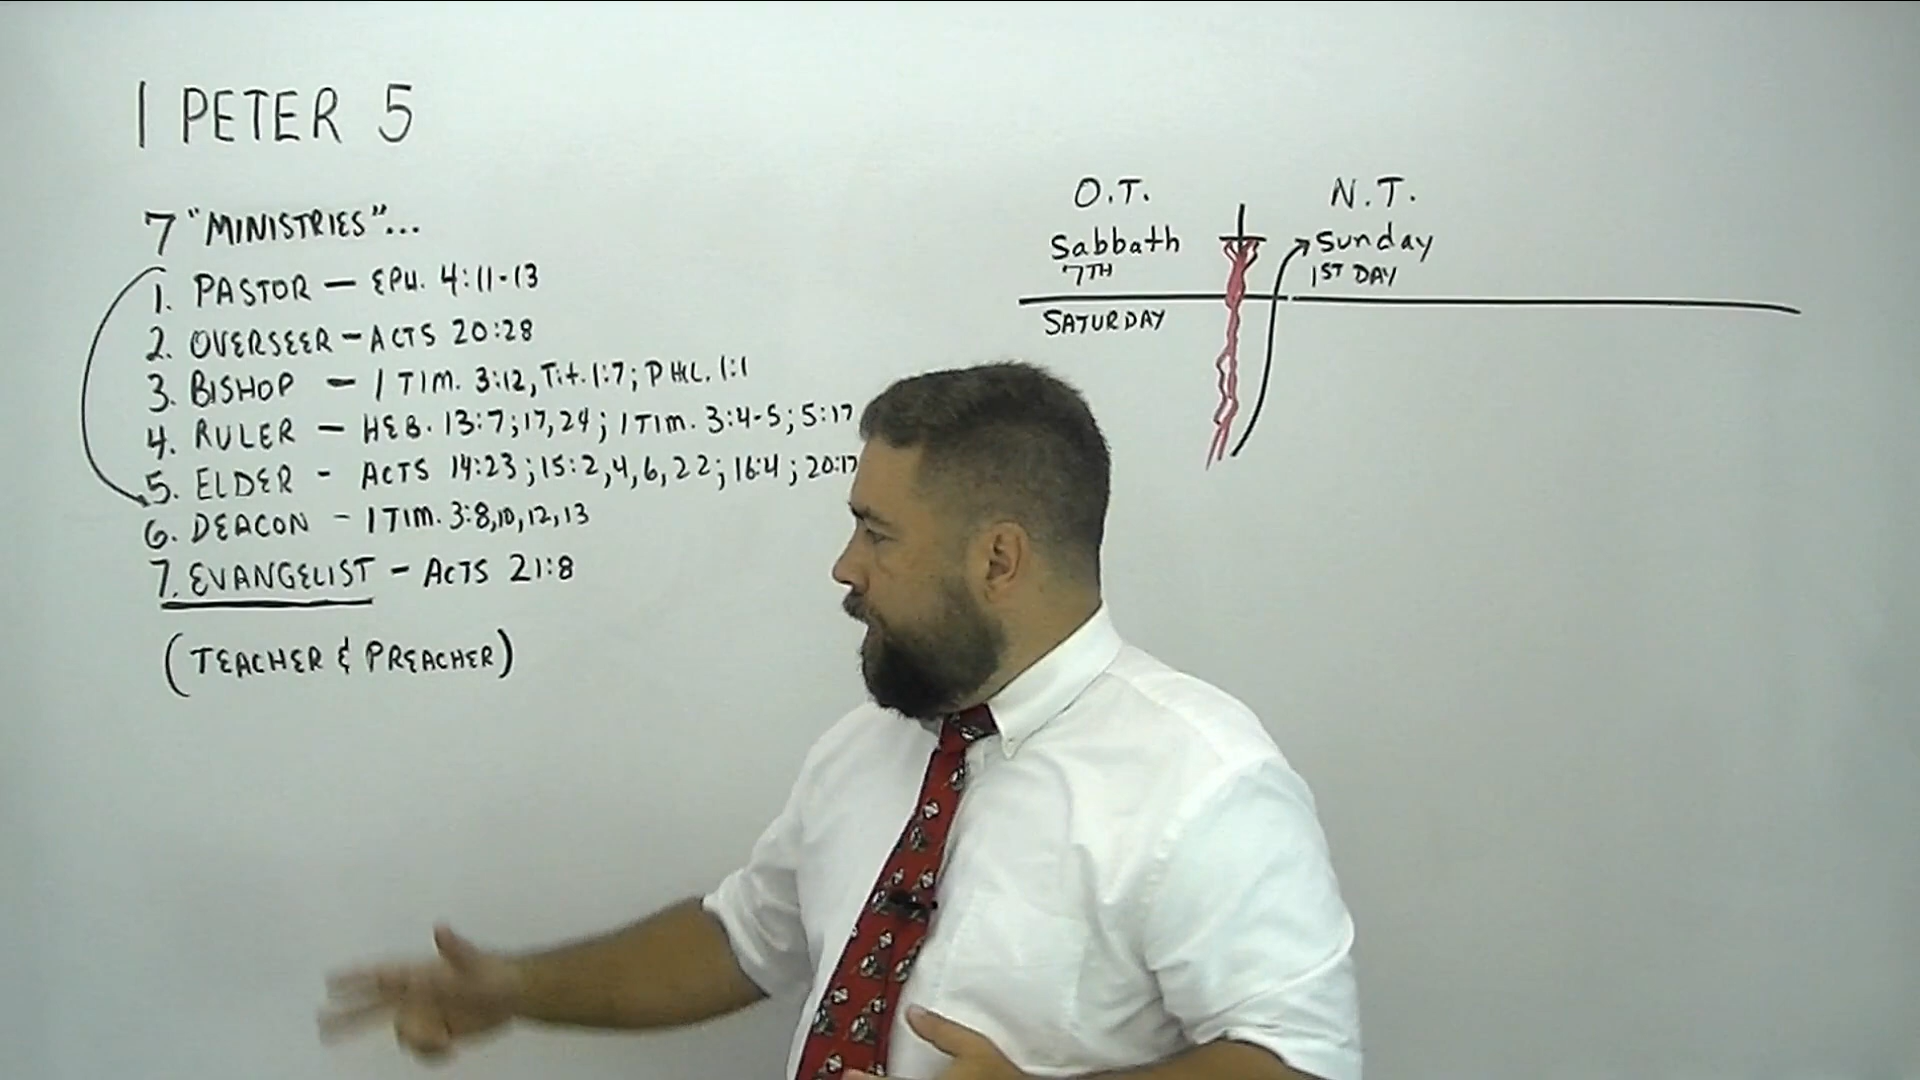 1 PETER 5
7 "MINISTRIES"...
1. PASTOR — EPH. 4:11-13
2. OVERSEER — ACTS 20:28
3. BISHOP — 1 TIM. 3:12, Tit. 1:7; PHIL. 1:1
4. RULER — HEB. 13:7;17,24; 1 TIM. 3:4-5; 5:17
5. ELDER - ACTS 14:23; 15:2,4,6,22; 16:4; 20:17
6. DEACON - 1 TIM. 3:8,10,12,13
7. EVANGELIST - ACTS 21:8
(TEACHER & PREACHER)
O.T.
Sabbath
7TH
SATURDAY
N.T.
Sunday
1ST DAY